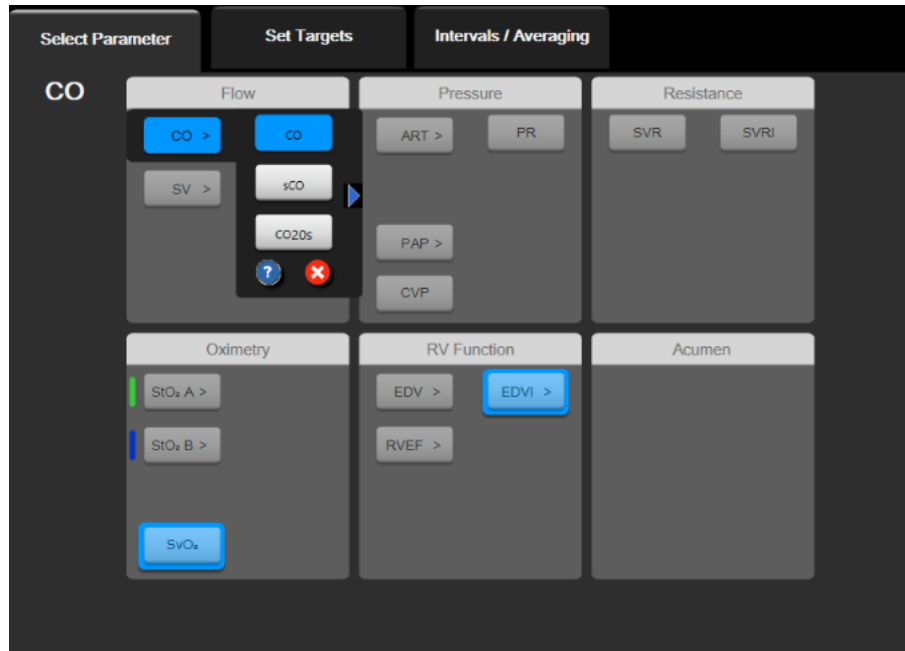 Select Parameter
Set Targets
Intervals / Averaging
CO
Flow
CO >
CO
SV >
sCO
CO20s
?
Pressure
ART >
PR
PAP >
CVP
Resistance
SVR
SVRI
Oximetry
StO₂ A >
StO₂ B >
SvO₂
RV Function
EDV >
EDVI >
RVEF >
Acumen